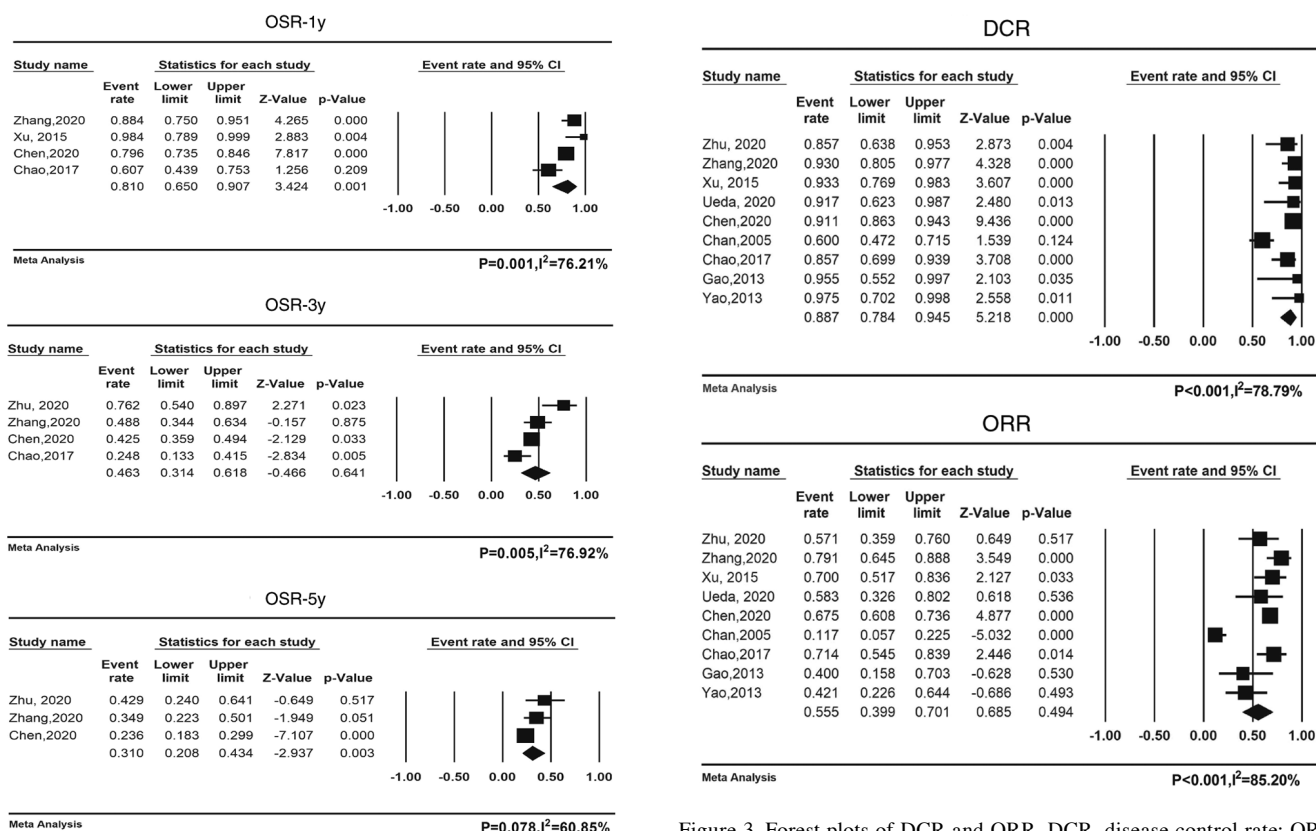 OSR-1y
Study name Statistics for each study Event rate and 95% CI
Event Lower Upper
rate limit limit Z-Value p-Value
Zhang,2020 0.884 0.750 0.951 4.265 0.000
Xu, 2015 0.984 0.789 0.999 2.883 0.004
Chen,2020 0.796 0.735 0.846 7.817 0.000
Chao,2017 0.607 0.439 0.753 1.256 0.209
0.810 0.650 0.907 3.424 0.001
-1.00 -0.50 0.00 0.50 1.00
Meta Analysis
P=0.001,I²=76.21%
OSR-3y
Study name Statistics for each study Event rate and 95% CI
Event Lower Upper
rate limit limit Z-Value p-Value
Zhu, 2020 0.762 0.540 0.897 2.271 0.023
Zhang,2020 0.488 0.344 0.634 -0.157 0.875
Chen,2020 0.425 0.359 0.494 -2.129 0.033
Chao,2017 0.248 0.133 0.415 -2.834 0.005
0.463 0.314 0.618 -0.466 0.641
-1.00 -0.50 0.00 0.50 1.00
Meta Analysis
P=0.005,I²=76.92%
OSR-5y
Study name Statistics for each study Event rate and 95% CI
Event Lower Upper
rate limit limit Z-Value p-Value
Zhu, 2020 0.429 0.240 0.641 -0.649 0.517
Zhang,2020 0.349 0.223 0.501 -1.949 0.051
Chen,2020 0.236 0.183 0.299 -7.107 0.000
0.310 0.208 0.434 -2.937 0.003
-1.00 -0.50 0.00 0.50 1.00
Meta Analysis
P=0.078,I²=60.85%
DCR
Study name Statistics for each study Event rate and 95% CI
Event Lower Upper
rate limit limit Z-Value p-Value
Zhu, 2020 0.857 0.638 0.953 2.873 0.004
Zhang,2020 0.930 0.805 0.977 4.328 0.000
Xu, 2015 0.933 0.769 0.983 3.607 0.000
Ueda, 2020 0.917 0.623 0.987 2.480 0.013
Chen,2020 0.911 0.863 0.943 9.436 0.000
Chan,2005 0.600 0.472 0.715 1.539 0.124
Chao,2017 0.857 0.699 0.939 3.708 0.000
Gao,2013 0.955 0.552 0.997 2.103 0.035
Yao,2013 0.975 0.702 0.998 2.558 0.011
0.887 0.784 0.945 5.218 0.000
-1.00 -0.50 0.00 0.50 1.00
Meta Analysis
P<0.001,I²=78.79%
ORR
Study name Statistics for each study Event rate and 95% CI
Event Lower Upper
rate limit limit Z-Value p-Value
Zhu, 2020 0.571 0.359 0.760 0.649 0.517
Zhang,2020 0.791 0.645 0.888 3.549 0.000
Xu, 2015 0.700 0.517 0.836 2.127 0.033
Ueda, 2020 0.583 0.326 0.802 0.618 0.536
Chen,2020 0.675 0.608 0.736 4.877 0.000
Chan,2005 0.117 0.057 0.225 -5.032 0.000
Chao,2017 0.714 0.545 0.839 2.446 0.014
Gao,2013 0.400 0.158 0.703 -0.628 0.530
Yao,2013 0.421 0.226 0.644 -0.686 0.493
0.555 0.399 0.701 0.685 0.494
-1.00 -0.50 0.00 0.50 1.00
Meta Analysis
P<0.001,I²=85.20%
Figure 3. Forest plots of DCR and ORR. DCR, disease control rate;